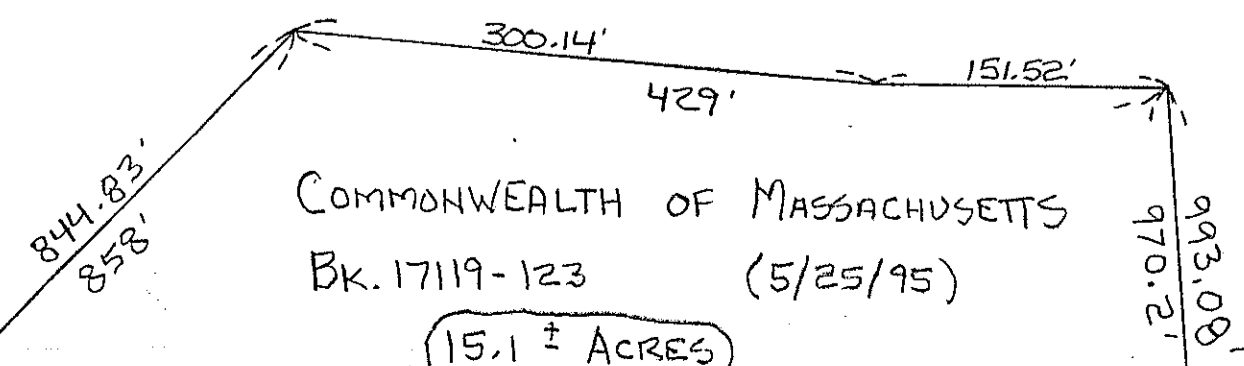 300.14'
151.52'
429'
844.83'
858'
COMMONWEALTH OF MASSACHUSETTS
BK. 17119-123 (5/25/95)
15.1 ± ACRES
993.08'
970.2'